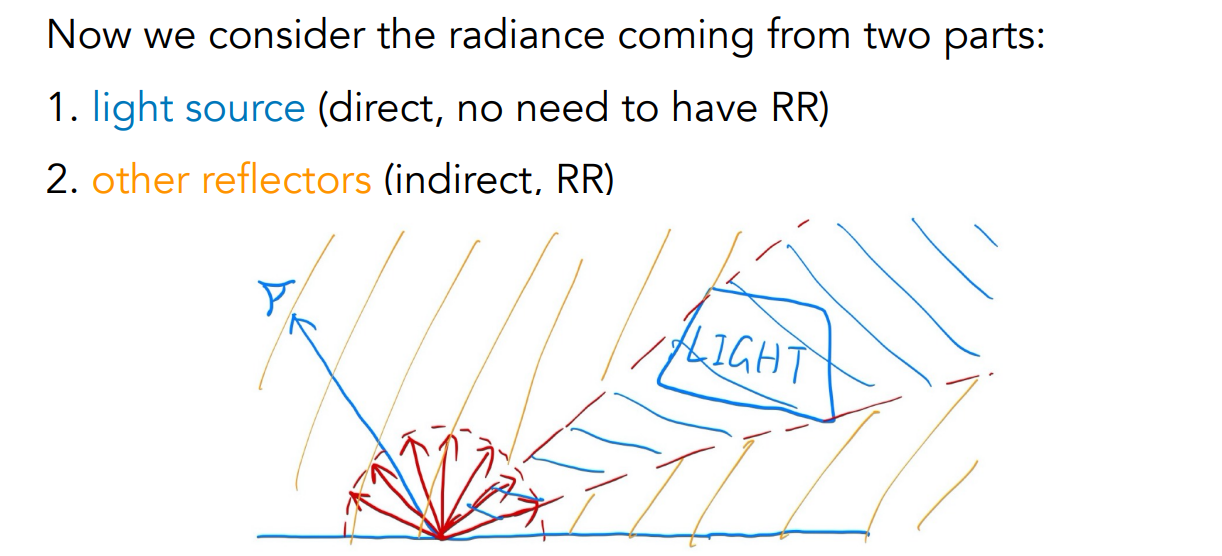 Now we consider the radiance coming from two parts:
1. light source (direct, no need to have RR)
2. other reflectors (indirect, RR)
LIGHT